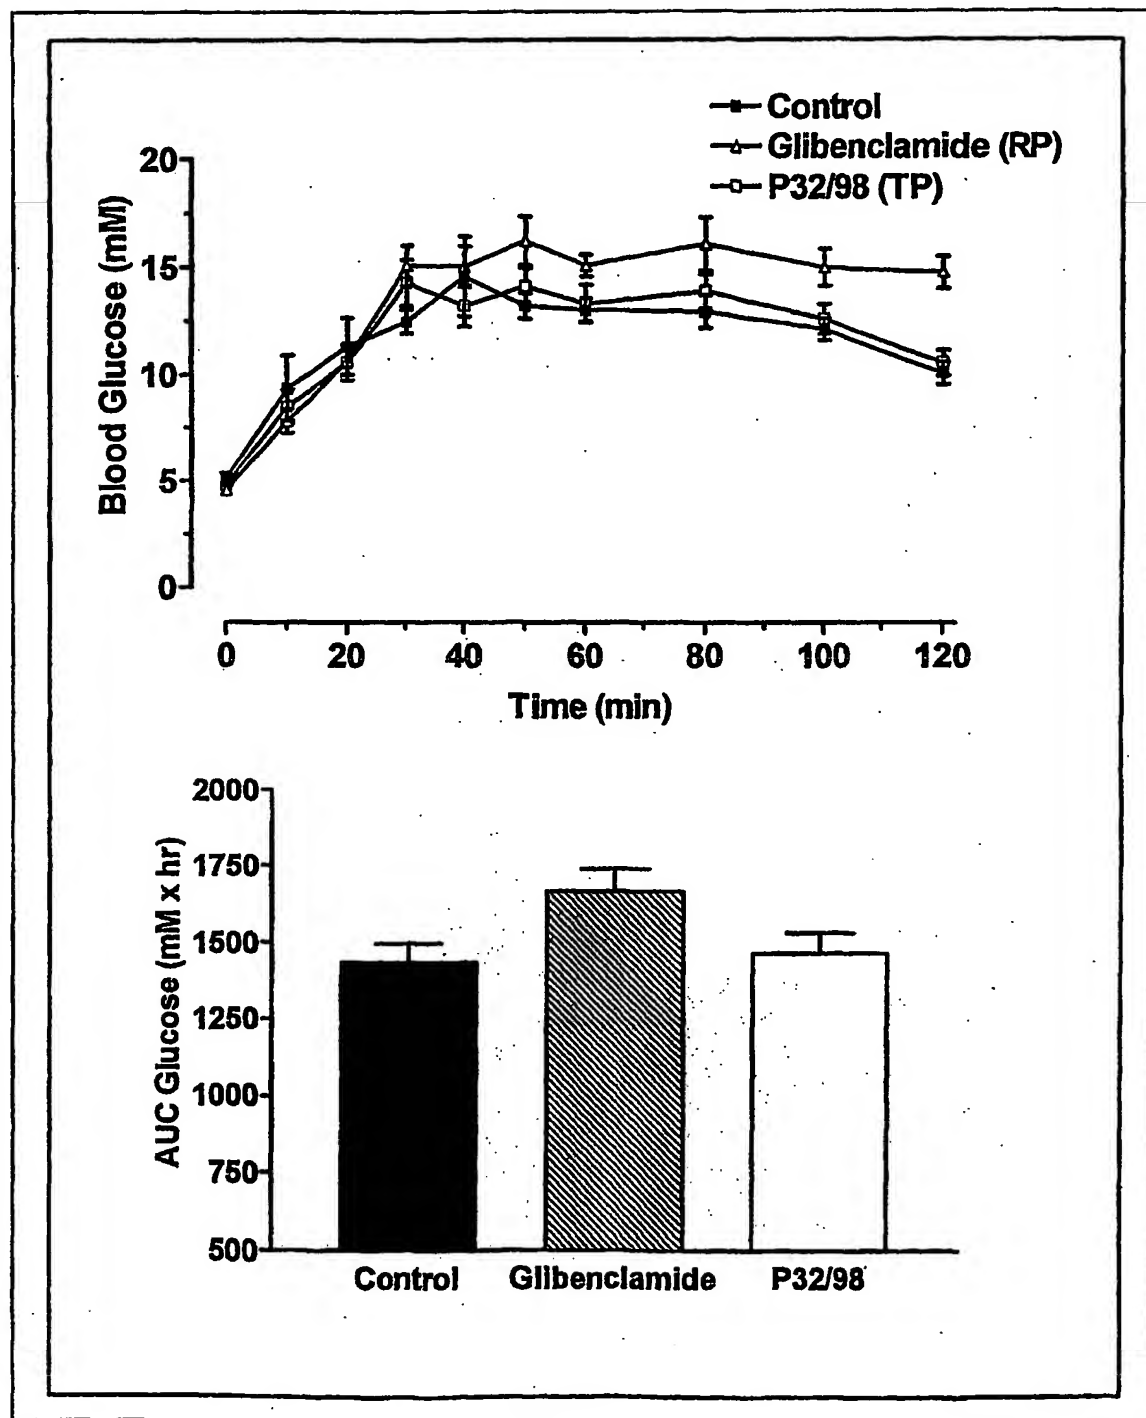 Control
Glibenclamide (RP)
P32/98 (TP)
20
15
10
5
0
Blood Glucose (mM)
0 20 40 60 80 100 120
Time (min)
2000
1750
1500
1250
1000
750
500
AUC Glucose (mM x hr)
Control Glibenclamide P32/98